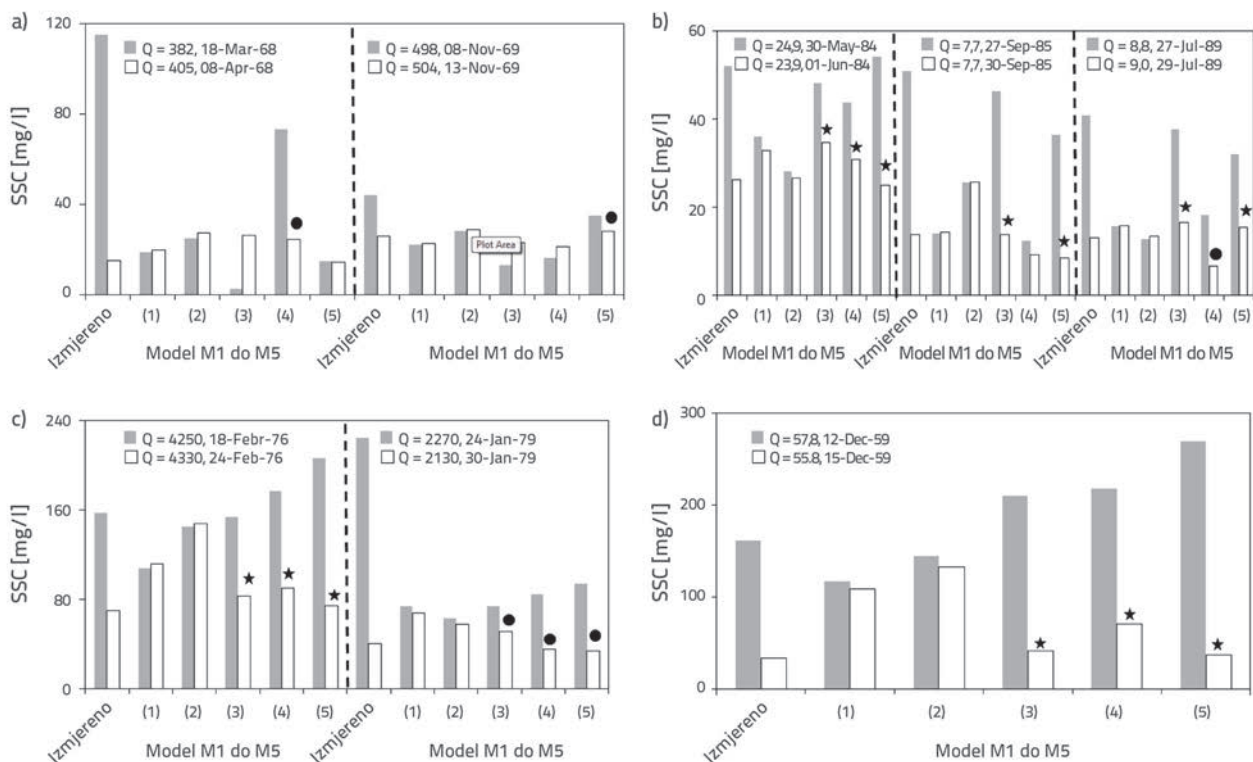 a)
120
80
40
0
SSC [mg/l]
Q = 382, 18-Mar-68
Q = 405, 08-Apr-68
Q = 498, 08-Nov-69
Q = 504, 13-Nov-69
Plot Area
Izmjereno (1) (2) (3) (4) (5) Izmjereno (1) (2) (3) (4) (5)
Model M1 do M5 Model M1 do M5
b)
60
40
20
0
SSC [mg/l]
Q = 24,9, 30-May-84
Q = 23,9, 01-Jun-84
Q = 7,7, 27-Sep-85
Q = 7,7, 30-Sep-85
Q = 8,8, 27-Jul-89
Q = 9,0, 29-Jul-89
Izmjereno (1) (2) (3) (4) (5) Izmjereno (1) (2) (3) (4) (5) Izmjereno (1) (2) (3) (4) (5)
Model M1 do M5 Model M1 do M5 Model M1 do M5
c)
240
160
80
0
SSC [mg/l]
Q = 4250, 18-Febr-76
Q = 4330, 24-Feb-76
Q = 2270, 24-Jan-79
Q = 2130, 30-Jan-79
Izmjereno (1) (2) (3) (4) (5) Izmjereno (1) (2) (3) (4) (5)
Model M1 do M5 Model M1 do M5
d)
300
200
100
0
SSC [mg/l]
Q = 57,8, 12-Dec-59
Q = 55.8, 15-Dec-59
Izmjereno (1) (2) (3) (4) (5)
Model M1 do M5